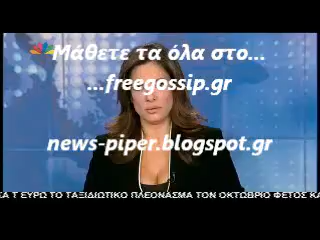 Μάθετε τα όλα στο...
...freegossip.gr
news-piper.blogspot.gr
ΕΥΡΩ ΤΟ ΤΑΞΙΔΙΩΤΙΚΟ ΠΛΕΟΝΑΣΜΑ ΤΟΝ ΟΚΤΩΒΡΙΟ ΦΕΤΟΣ